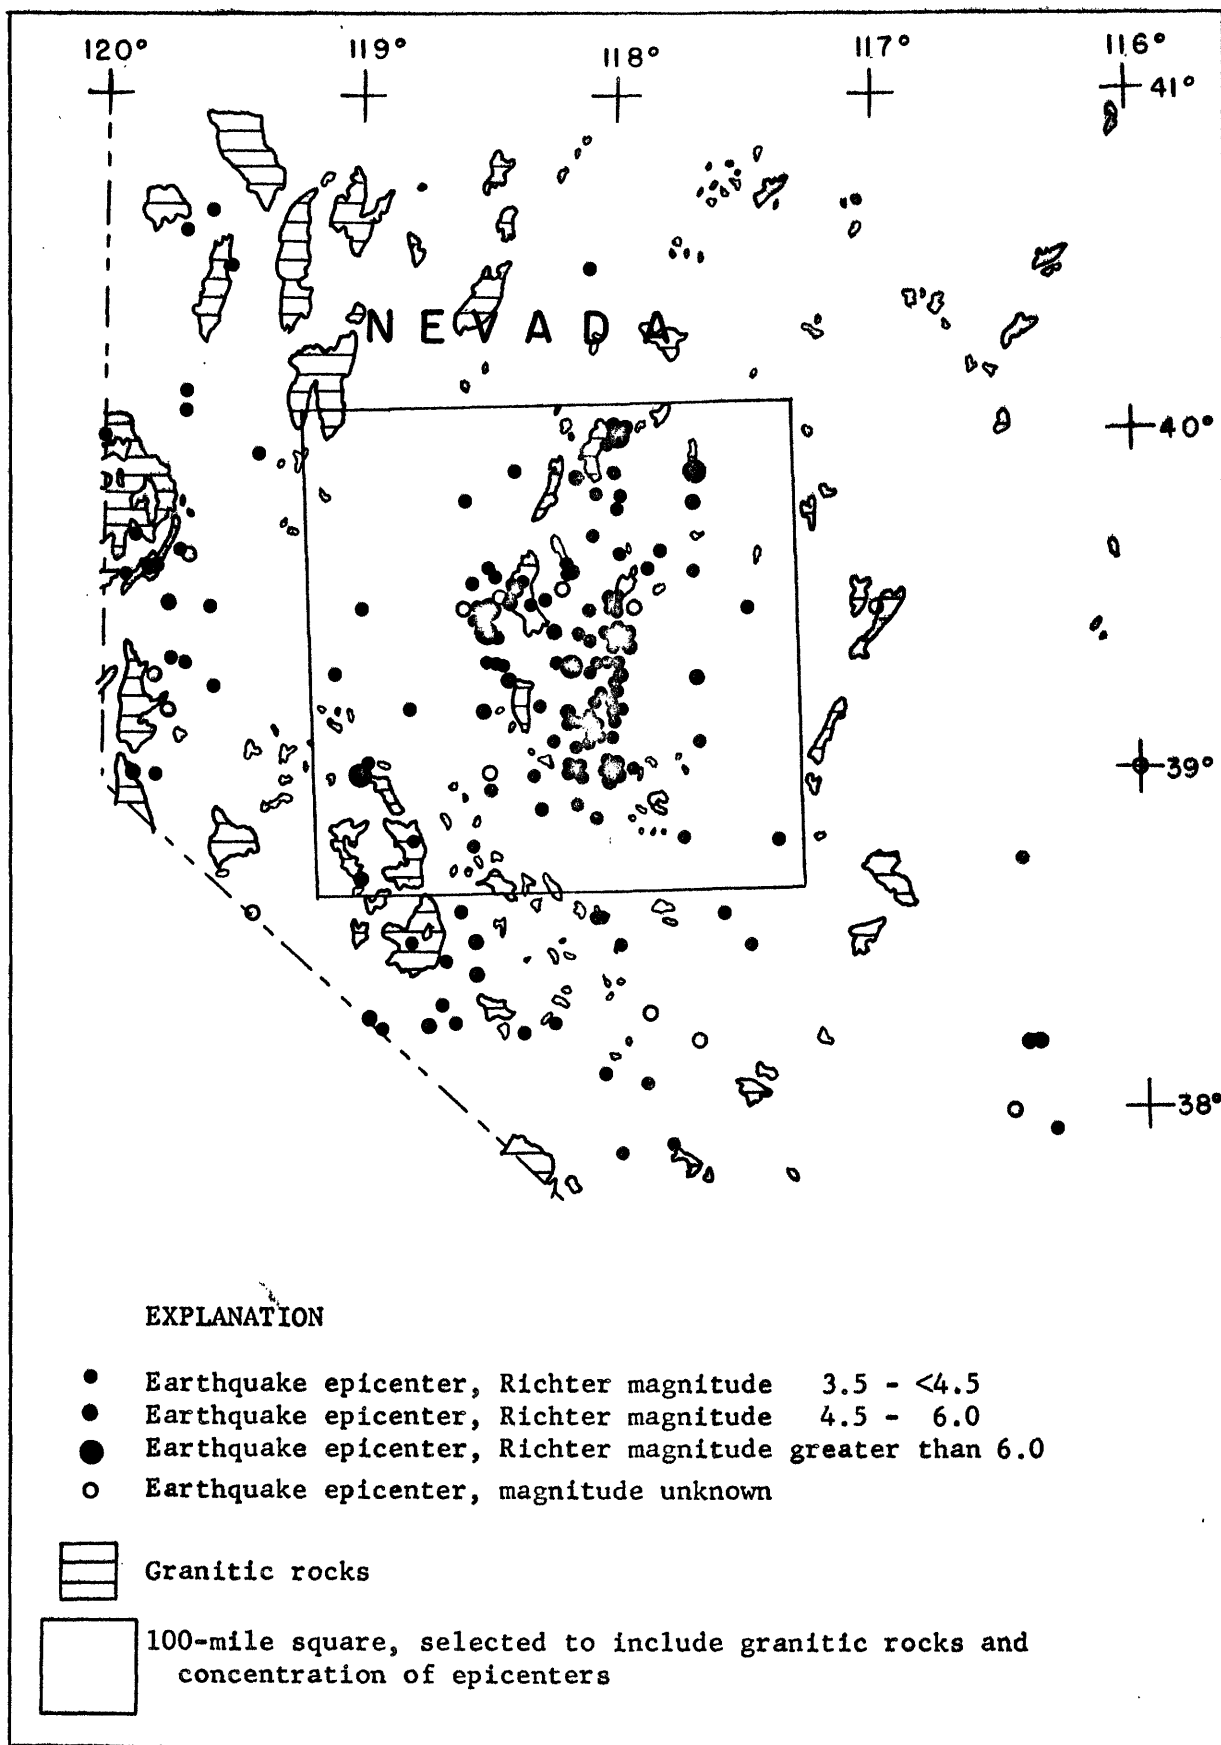 120° 119° 118° 117° 116°
41°
NEVADA
40°
39°
38°
EXPLANATION
Earthquake epicenter, Richter magnitude 3.5 - <4.5
Earthquake epicenter, Richter magnitude 4.5 - 6.0
Earthquake epicenter, Richter magnitude greater than 6.0
Earthquake epicenter, magnitude unknown
Granitic rocks
100-mile square, selected to include granitic rocks and
concentration of epicenters